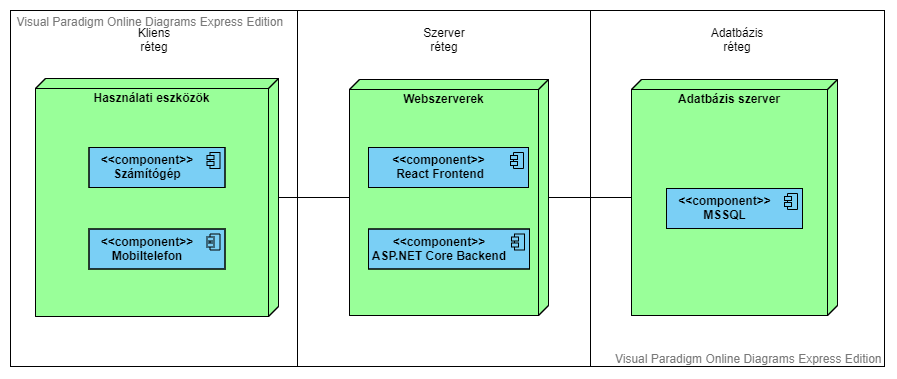 Visual Paradigm Online Diagrams Express Edition
Kliens
réteg
Szerver
réteg
Adatbázis
réteg
Használati eszközök
<<component>>
Számítógép
<<component>>
Mobiltelefon
Webszerverek
<<component>>
React Frontend
<<component>>
ASP.NET Core Backend
Adatbázis szerver
<<component>>
MSSQL
Visual Paradigm Online Diagrams Express Edition